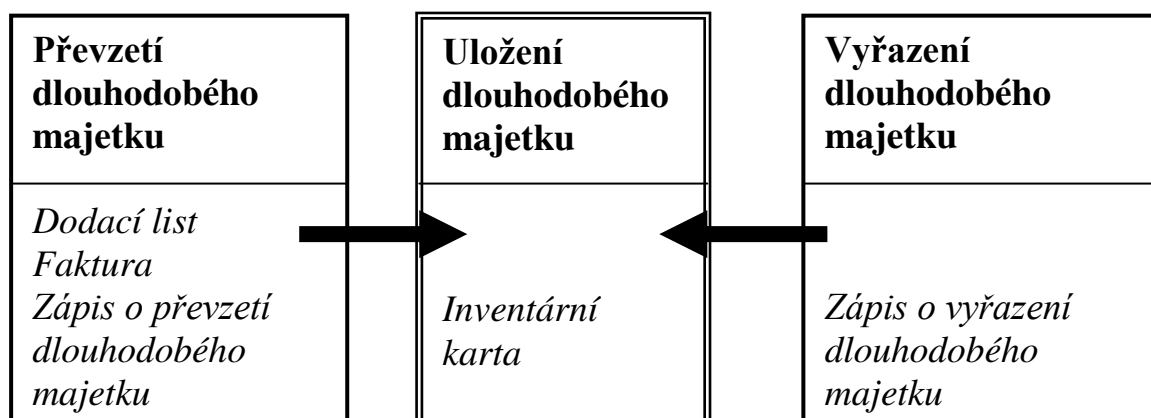 Převzetí
dlouhodobého
majetku
Dodací list
Faktura
Zápis o převzetí
dlouhodobého
majetku
Uložení
dlouhodobého
majetku
Inventární
karta
Vyřazení
dlouhodobého
majetku
Zápis o vyřazení
dlouhodobého
majetku